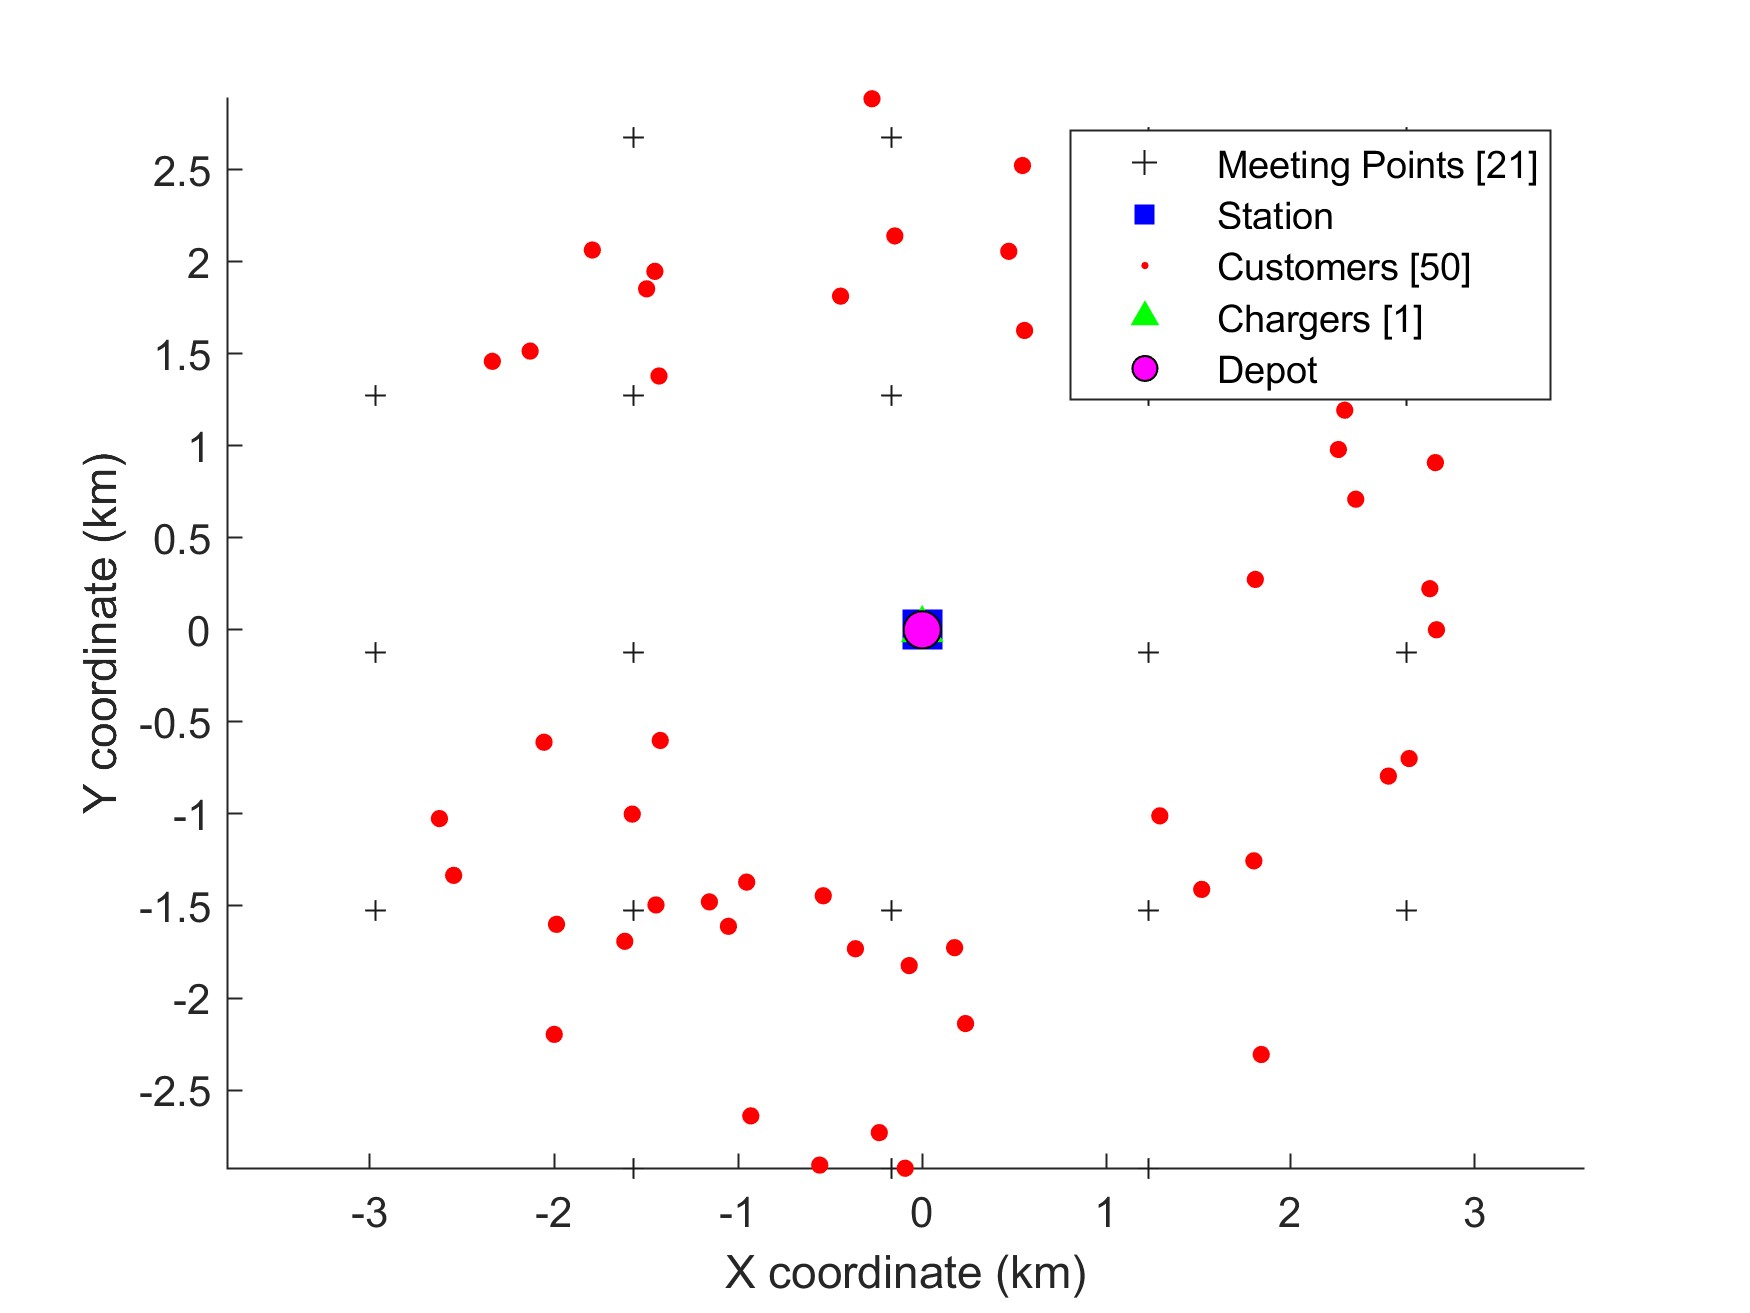 Meeting Points [21]
Station
Customers [50]
Chargers [1]
Depot
2.5
2
1.5
1
0.5
0
-0.5
-1
-1.5
-2
-2.5
Y coordinate (km)
-3 -2 -1 0 1 2 3
X coordinate (km)